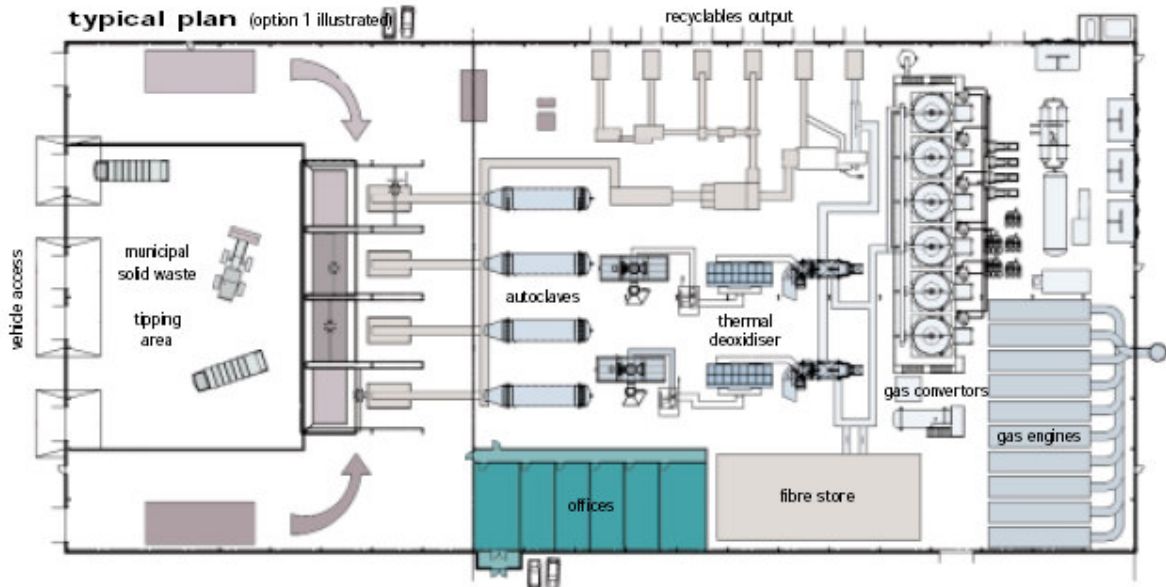 typical plan (option 1 illustrated)
recyclables output
vehicle access
municipal
solid waste
tipping
area
autoclaves
thermal
deoxidiser
gas convertors
gas engines
offices
fibre store